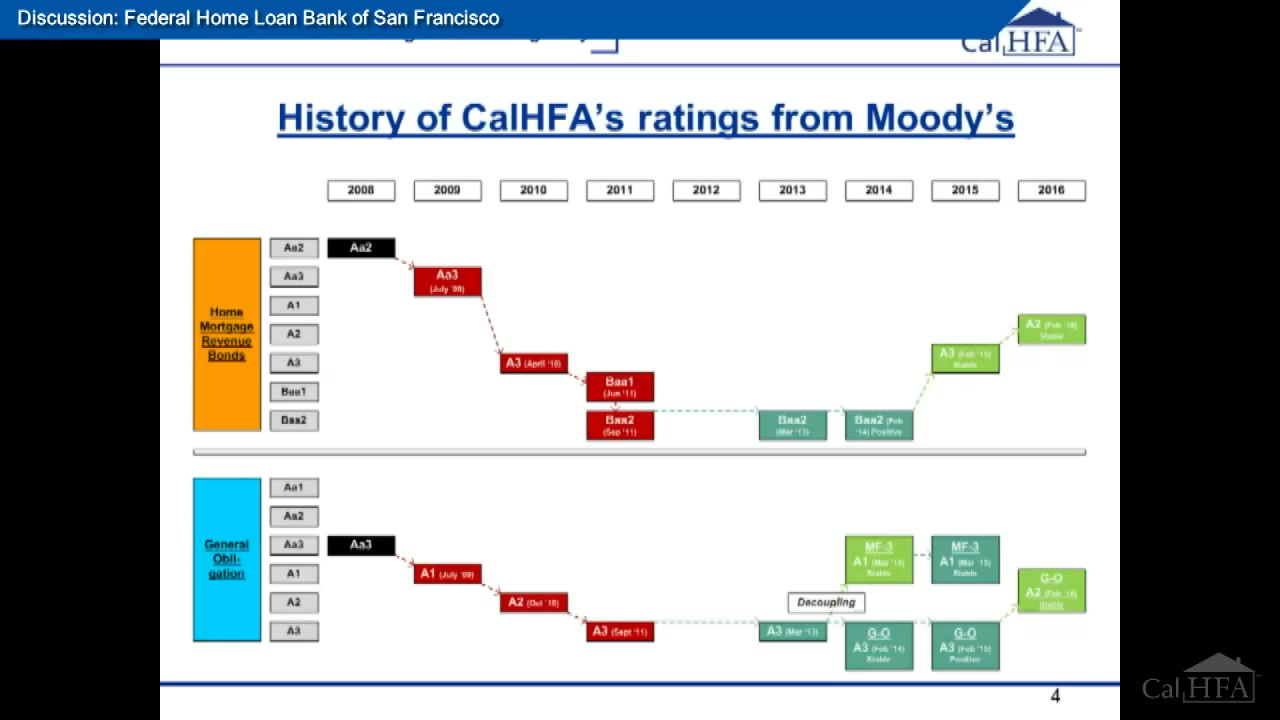 Discussion: Federal Home Loan Bank of San Francisco
CalHFA
History of CalHFA's ratings from Moody's
2008 2009 2010 2011 2012 2013 2014 2015 2016
Home
Mortgage
Revenue
Bonds
Aa2
Aa3
A1
A2
A3
Baa1
Baa2
Aa2
Aa3
(July '09)
A3 (April '10)
Baa1
(Jun '11)
Baa2
(Sep '11)
Baa2
(Mar '13)
Baa2 (Feb
'14) Positive
A3 (Feb '15)
Stable
A2 (Feb '16)
Stable
General
Obli-
gation
Aa1
Aa2
Aa3
A1
A2
A3
Aa3
A1 (July '09)
A2 (Oct '10)
A3 (Sept '11)
A3 (Mar '13)
Decoupling
MF-3
A1 (Mar '14)
Stable
MF-3
A1 (Mar '15)
Stable
G-O
A3 (Feb '14)
Stable
G-O
A3 (Feb '15)
Positive
G-O
A2 (Feb '16)
Stable
4
CalHFA